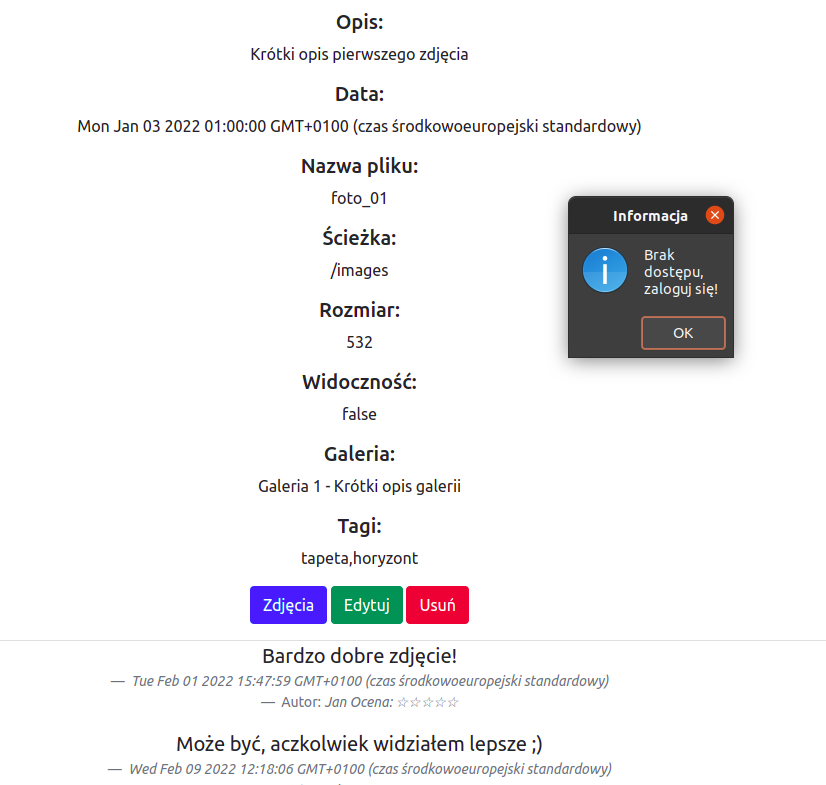 Opis:
Krótki opis pierwszego zdjęcia
Data:
Mon Jan 03 2022 01:00:00 GMT+0100 (czas środkowoeuropejski standardowy)
Nazwa pliku:
foto_01
Ścieżka:
/images
Rozmiar:
532
Widoczność:
false
Galeria:
Galeria 1 - Krótki opis galerii
Tagi:
tapeta,horyzont
Zdjęcia Edytuj Usuń
Bardzo dobre zdjęcie!
— Tue Feb 01 2022 15:47:59 GMT+0100 (czas środkowoeuropejski standardowy)
— Autor: Jan Ocena: ☆☆☆☆☆
Może być, aczkolwiek widziałem lepsze ;)
— Wed Feb 09 2022 12:18:06 GMT+0100 (czas środkowoeuropejski standardowy)
Informacja
Brak
dostępu,
zaloguj się!
OK